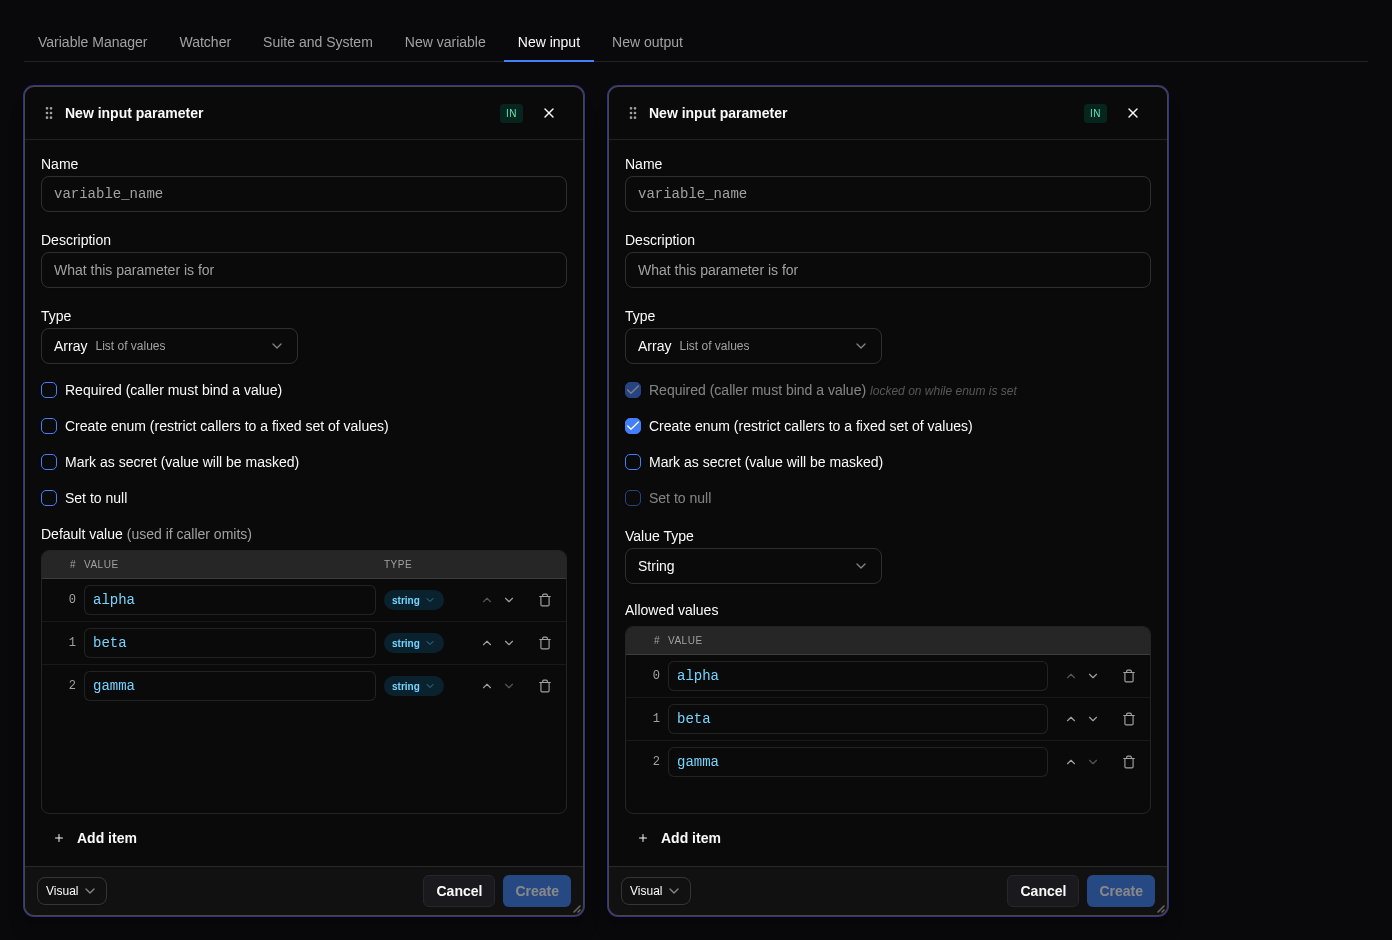 Variable Manager Watcher Suite and System New variable New input New output
New input parameter IN
Name
variable_name
Description
What this parameter is for
Type
Array List of values
Required (caller must bind a value)
Create enum (restrict callers to a fixed set of values)
Mark as secret (value will be masked)
Set to null
Default value (used if caller omits)
# VALUE TYPE
0 alpha string
1 beta string
2 gamma string
+ Add item
Visual Cancel Create
New input parameter IN
Name
variable_name
Description
What this parameter is for
Type
Array List of values
Required (caller must bind a value) locked on while enum is set
Create enum (restrict callers to a fixed set of values)
Mark as secret (value will be masked)
Set to null
Value Type
String
Allowed values
# VALUE
0 alpha
1 beta
2 gamma
+ Add item
Visual Cancel Create